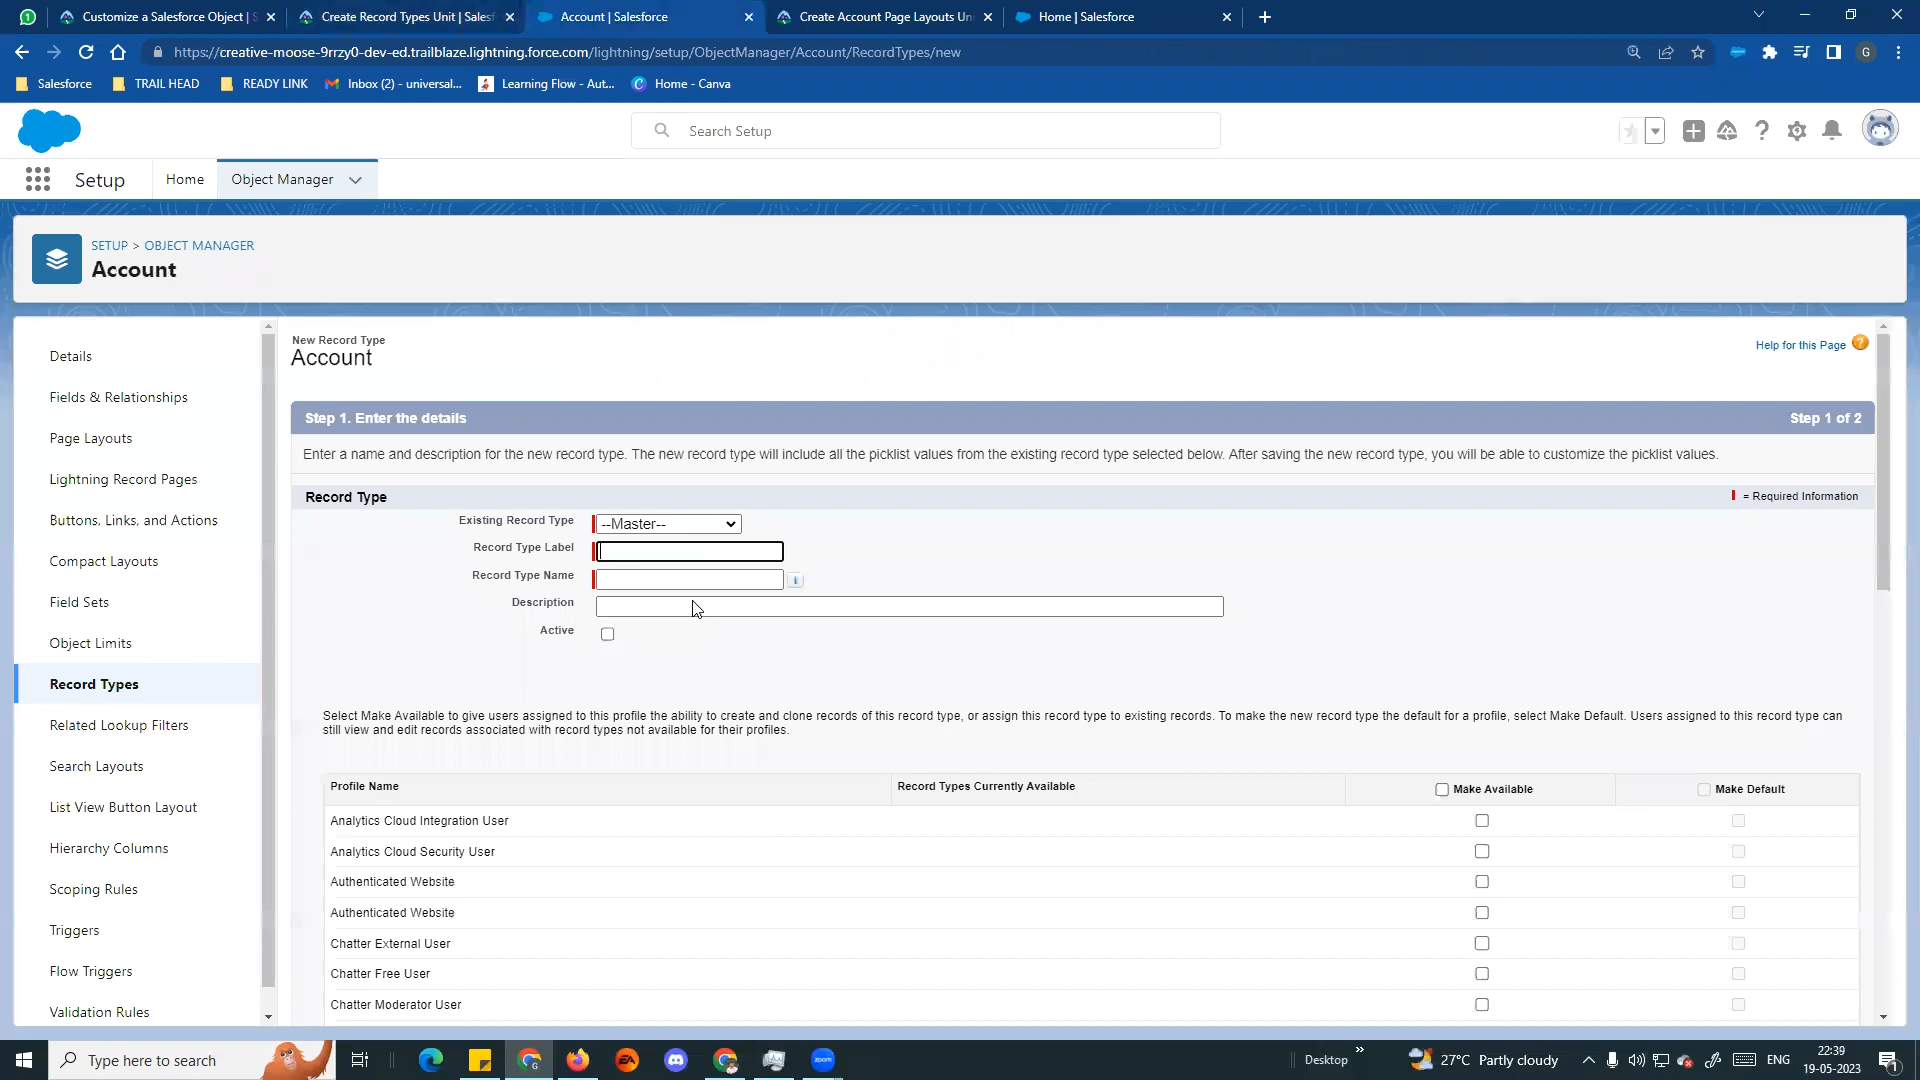 Customize a Salesforce Object | S
Create Record Types Unit | Salesf
Account | Salesforce
Create Account Page Layouts Uni
Home | Salesforce
https://creative-moose-9rrzy0-dev-ed.trailblaze.lightning.force.com/lightning/setup/ObjectManager/Account/RecordTypes/new
G
Salesforce
TRAIL HEAD
READY LINK
Inbox (2) - universal...
Learning Flow - Aut...
Home - Canva
Search Setup
Setup
Home
Object Manager
SETUP > OBJECT MANAGER
Account
Details
Fields & Relationships
Page Layouts
Lightning Record Pages
Buttons, Links, and Actions
Compact Layouts
Field Sets
Object Limits
Record Types
Related Lookup Filters
Search Layouts
List View Button Layout
Hierarchy Columns
Scoping Rules
Triggers
Flow Triggers
Validation Rules
New Record Type
Account
Help for this Page
Step 1. Enter the details
Step 1 of 2
Enter a name and description for the new record type. The new record type will include all the picklist values from the existing record type selected below. After saving the new record type, you will be able to customize the picklist values.
Record Type
= Required Information
Existing Record Type
--Master--
Record Type Label
Record Type Name
Description
Active
Select Make Available to give users assigned to this profile the ability to create and clone records of this record type, or assign this record type to existing records. To make the new record type the default for a profile, select Make Default. Users assigned to this record type can
still view and edit records associated with record types not available for their profiles.
Profile Name
Record Types Currently Available
Make Available
Make Default
Analytics Cloud Integration User
Analytics Cloud Security User
Authenticated Website
Authenticated Website
Chatter External User
Chatter Free User
Chatter Moderator User
Type here to search
EA
zoom
Desktop
27°C Partly cloudy
ENG
22:39
19-05-2023
1